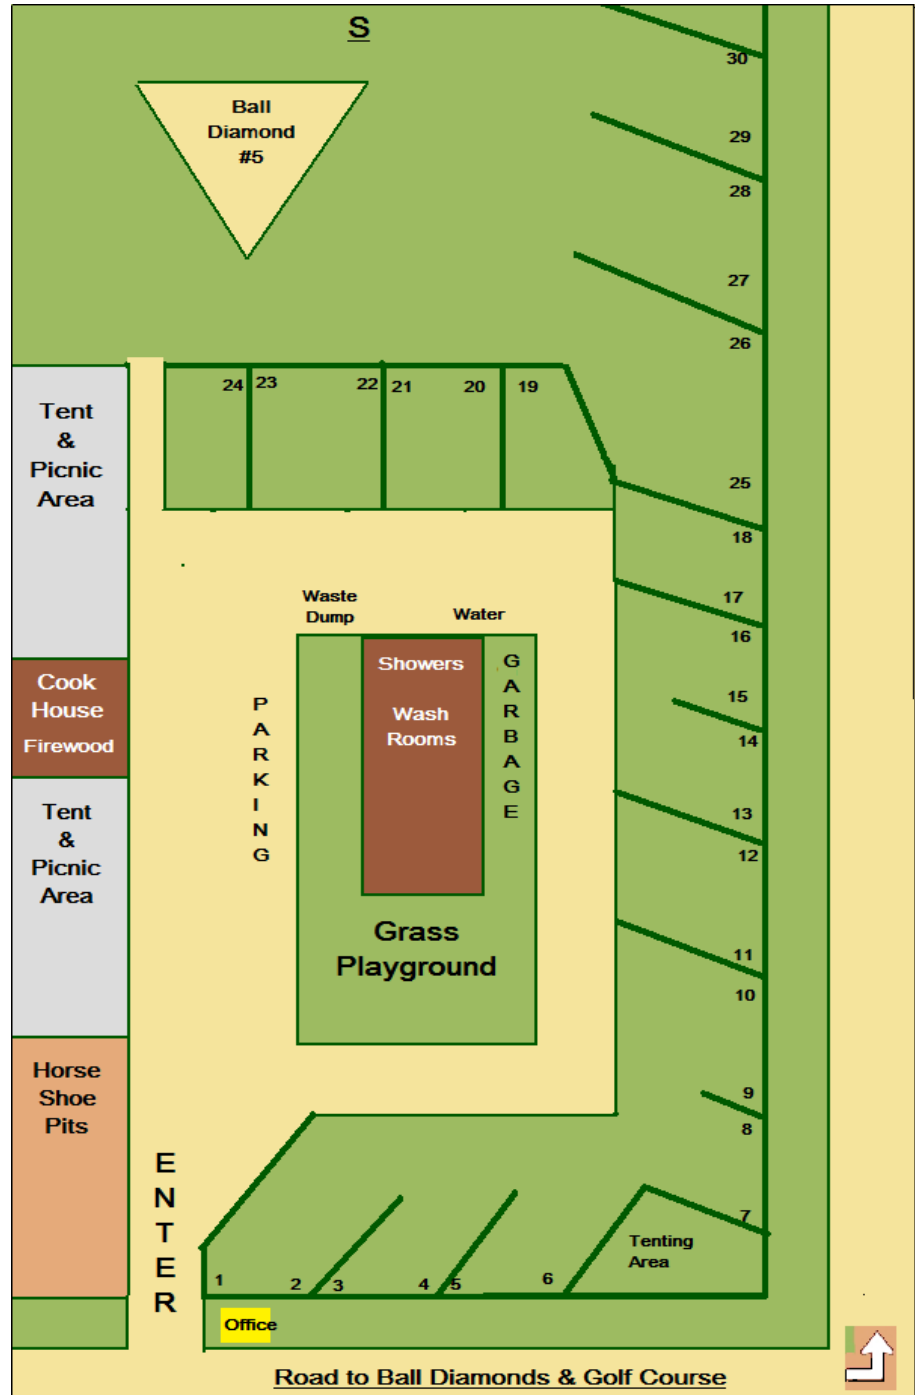 S
30
Ball
Diamond
#5
29
28
27
26
24 23 22 21 20 19
Tent
&
Picnic
Area
25
18
Waste
Dump
Water
17
16
Cook
House
Firewood
Showers
Wash
Rooms
GARBAGE
PARKING
15
14
Tent
&
Picnic
Area
13
12
Grass
Playground
11
10
Horse
Shoe
Pits
9
8
ENTER
7
Tenting
Area
1 2 3 4 5 6
Office
Road to Ball Diamonds & Golf Course